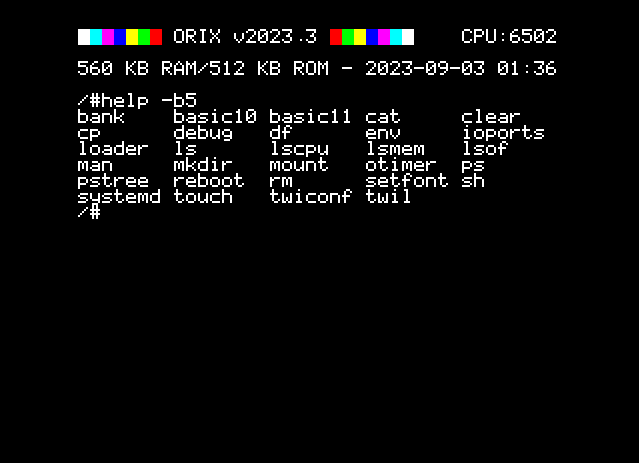 ORIX v2023.3 CPU:6502
560 KB RAM/512 KB ROM - 2023-09-03 01:36
/#help -b5
bank basic10 basic11 cat clear
cp debug df env ioports
loader ls lscpu lsmem lsof
man mkdir mount otimer ps
pstree reboot rm setfont sh
systemd touch twiconf twil
/#